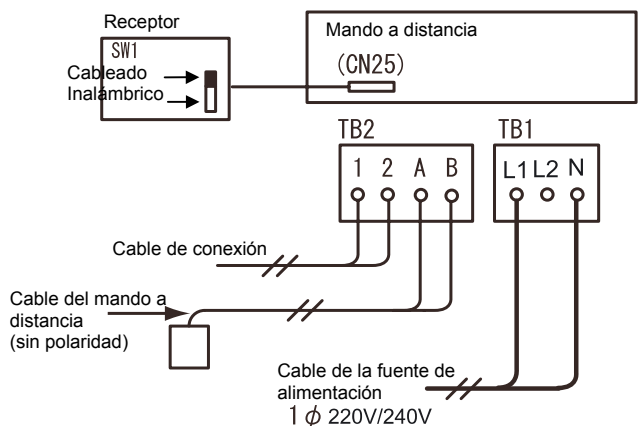 Receptor
SW1
Cableado
Inalámbrico
Mando a distancia
(CN25)
TB2
1 2 A B
TB1
L1 L2 N
Cable de conexión
Cable del mando a
distancia
(sin polaridad)
Cable de la fuente de
alimentación
1 ϕ 220V/240V